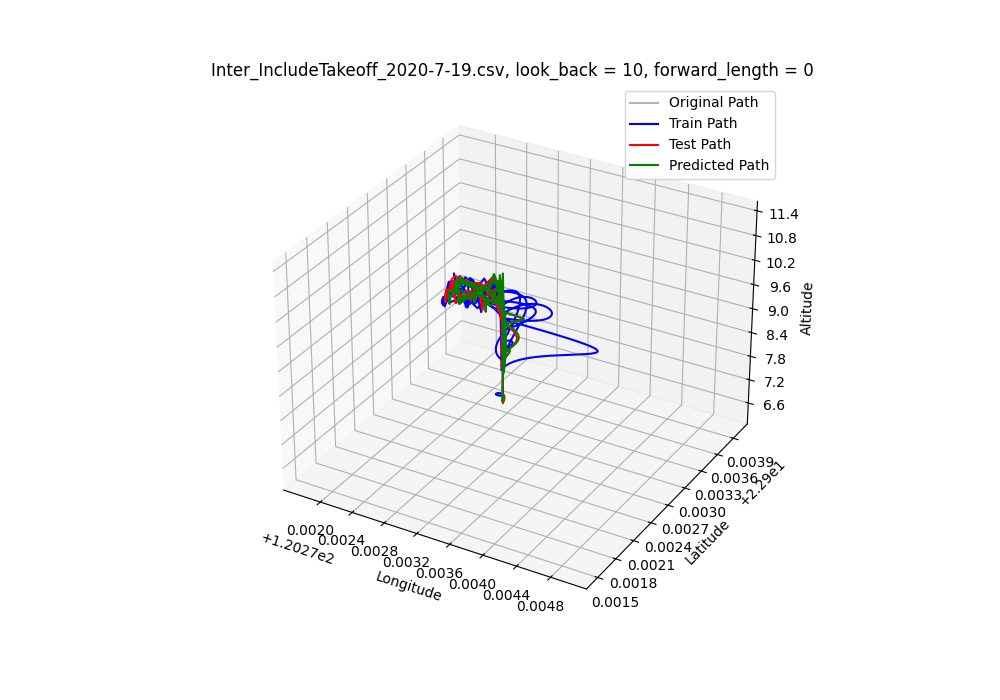 Inter_IncludeTakeoff_2020-7-19.csv, look_back = 10, forward_length = 0
Original Path
Train Path
Test Path
Predicted Path
11.4
10.8
10.2
9.6
9.0
8.4
7.8
7.2
6.6
Altitude
0.0039
0.0036
0.0033
0.0030
0.0027
0.0024
0.0021
0.0018
0.0015
+2.29e1
Latitude
0.0020
0.0024
0.0028
0.0032
0.0036
0.0040
0.0044
0.0048
+1.2027e2
Longitude